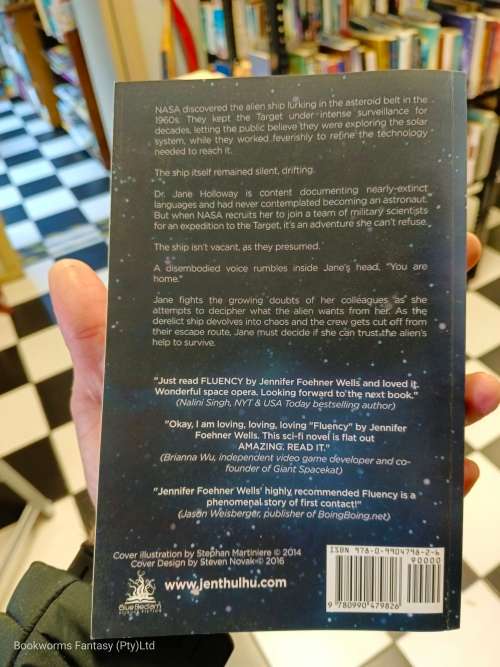 NASA discovered the alien ship lurking in the asteroid belt in the
1960s. They kept the Target under intense surveillance for
decades, letting the public believe they were exploring the solar
system, while they worked feverishly to refine the technology
needed to reach it.
The ship itself remained silent, drifting.
Dr. Jane Holloway is content documenting nearly-extinct
languages and had never contemplated becoming an astronaut.
But when NASA recruits her to join a team of military scientists
for an expedition to the Target, it's an adventure she can't refuse.
The ship isn't vacant, as they presumed.
A disembodied voice rumbles inside Jane's head, "You are
home."
Jane fights the growing doubts of her colleagues as she
attempts to decipher what the alien wants from her. As the
derelict ship devolves into chaos and the crew gets cut off from
their escape route, Jane must decide if she can trust the alien's
help to survive.
"Just read FLUENCY by Jennifer Foehner Wells and loved it.
Wonderful space opera. Looking forward to the next book."
(Nalini Singh, NYT & USA Today bestselling author)
"Okay, I am loving, loving, loving "Fluency" by Jennifer
Foehner Wells. This sci-fi novel is flat out
AMAZING. READ IT."
(Brianna Wu, independent video game developer and co-
founder of Giant Spacekat)
"Jennifer Foehner Wells' highly recommended Fluency is a
phenomenal story of first contact!"
(Jason Weisberger, publisher of BoingBoing.net)
Cover illustration by Stephan Martiniere © 2014
Cover Design by Steven Novak © 2016
www.jenthulhu.com
Blue Bedlam
ISBN 978-0-9904798-2-6
90000
9 780990 479826
Bookworms Fantasy (Pty)Ltd